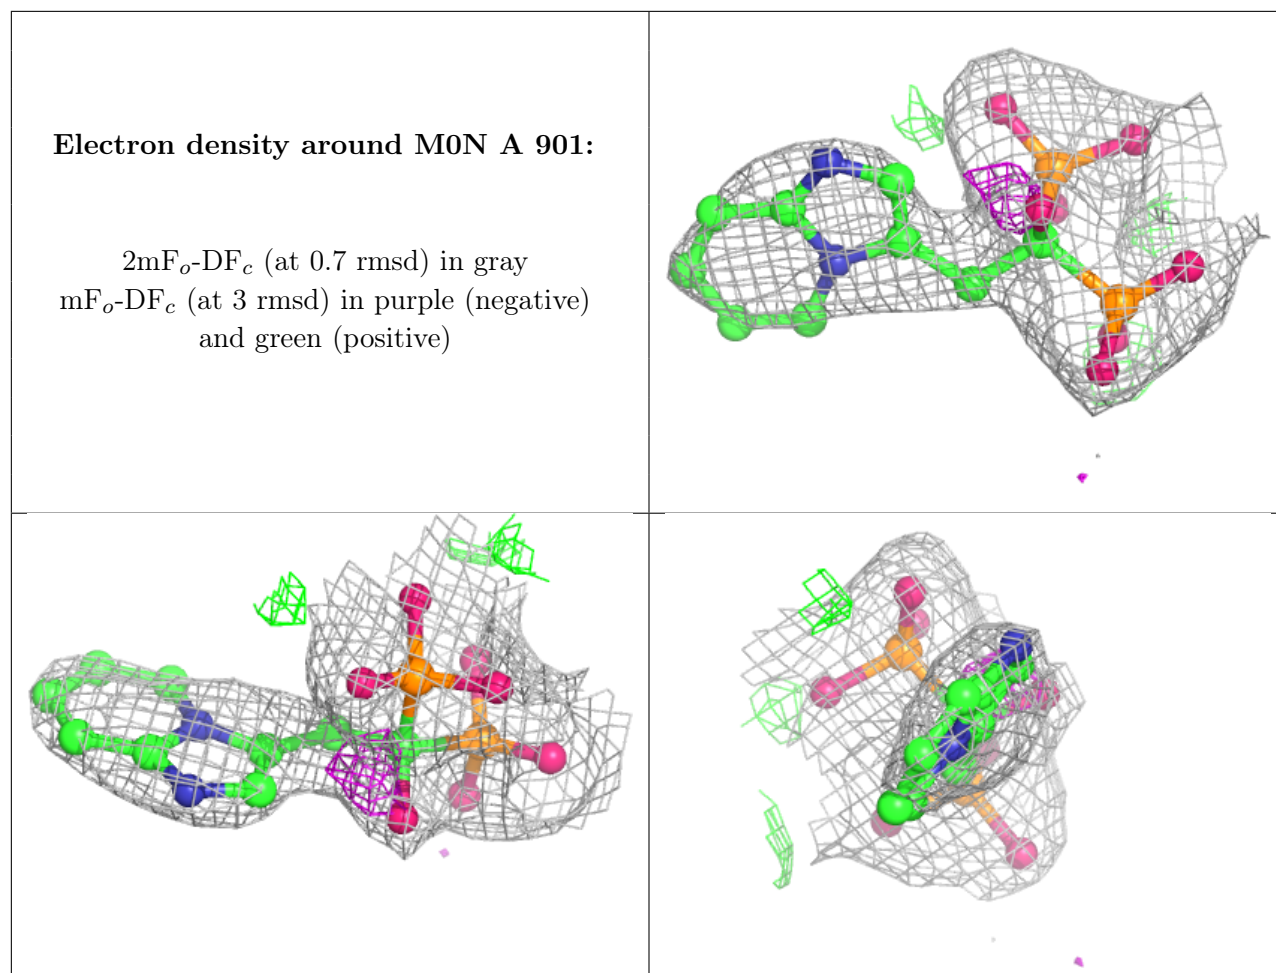 Electron density around M0N A 901:
2mFo-DFc (at 0.7 rmsd) in gray
mFo-DFc (at 3 rmsd) in purple (negative)
and green (positive)